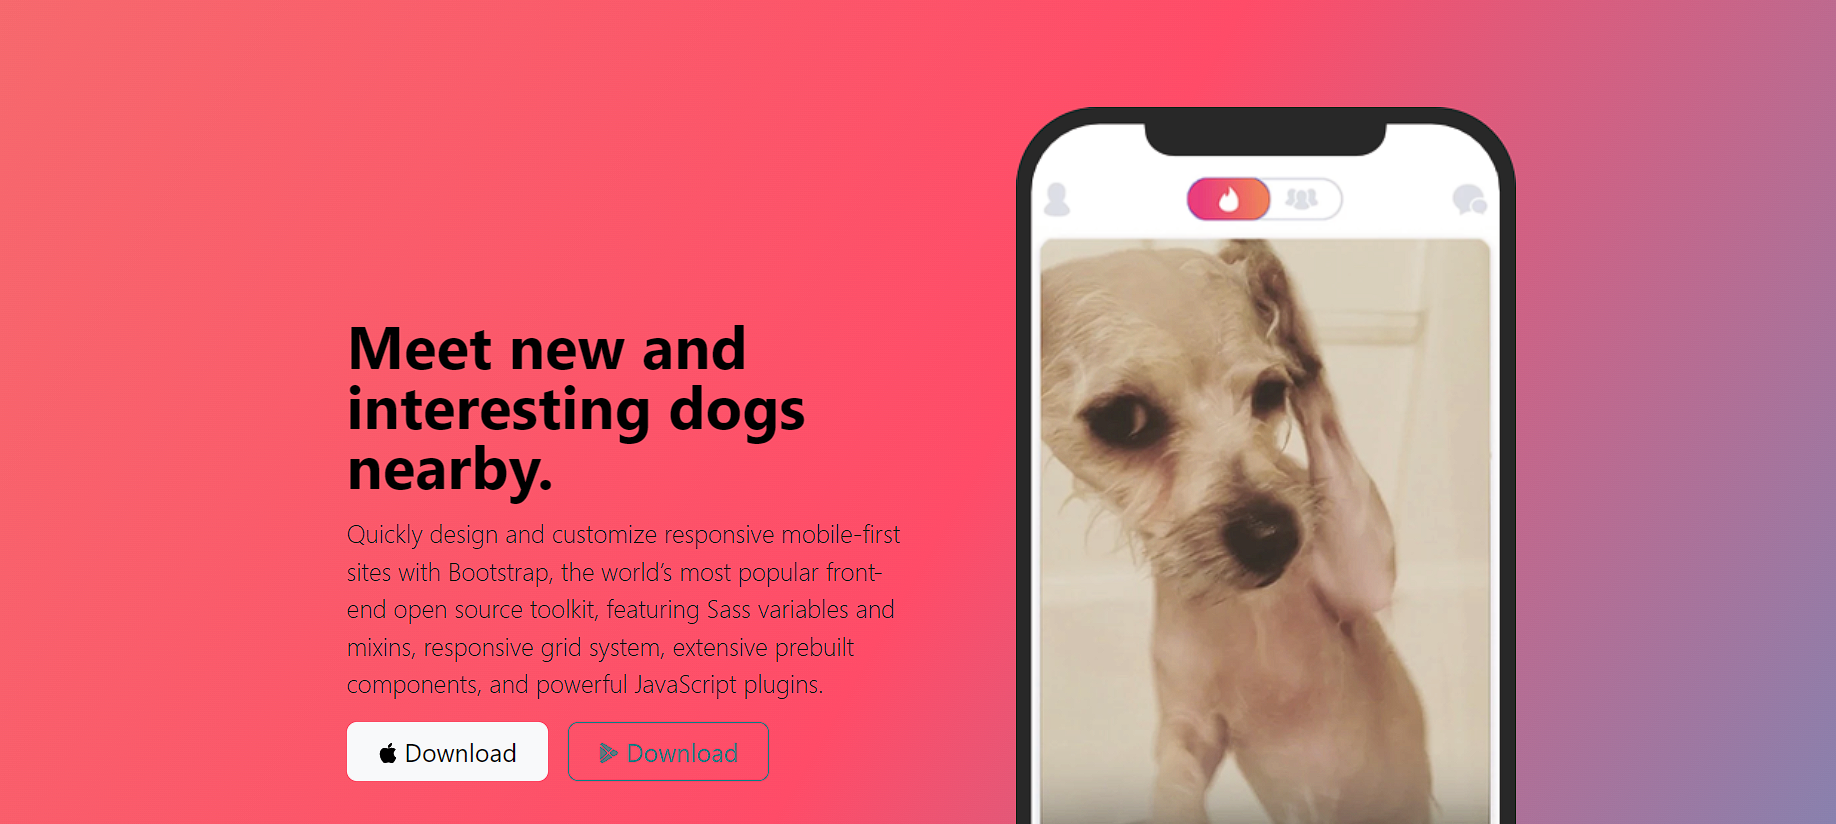 Meet new and
interesting dogs
nearby.
Quickly design and customize responsive mobile-first
sites with Bootstrap, the world’s most popular front-
end open source toolkit, featuring Sass variables and
mixins, responsive grid system, extensive prebuilt
components, and powerful JavaScript plugins.
Download
Download